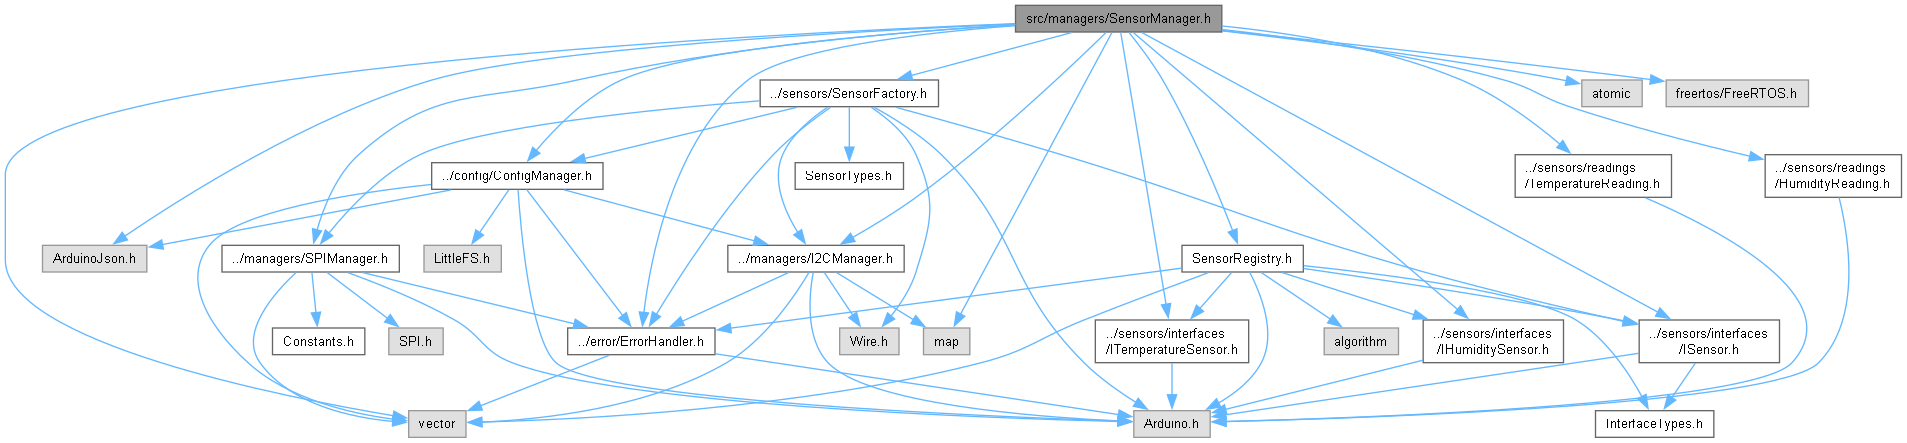 src/managers/SensorManager.h
../sensors/SensorFactory.h
atomic
freertos/FreeRTOS.h
../config/ConfigManager.h
SensorTypes.h
../sensors/readings
/TemperatureReading.h
../sensors/readings
/HumidityReading.h
ArduinoJson.h
../managers/SPIManager.h
LittleFS.h
../managers/I2CManager.h
SensorRegistry.h
Constants.h
SPI.h
../error/ErrorHandler.h
Wire.h
map
../sensors/interfaces
/ITemperatureSensor.h
algorithm
../sensors/interfaces
/IHumiditySensor.h
../sensors/interfaces
/ISensor.h
vector
Arduino.h
InterfaceTypes.h